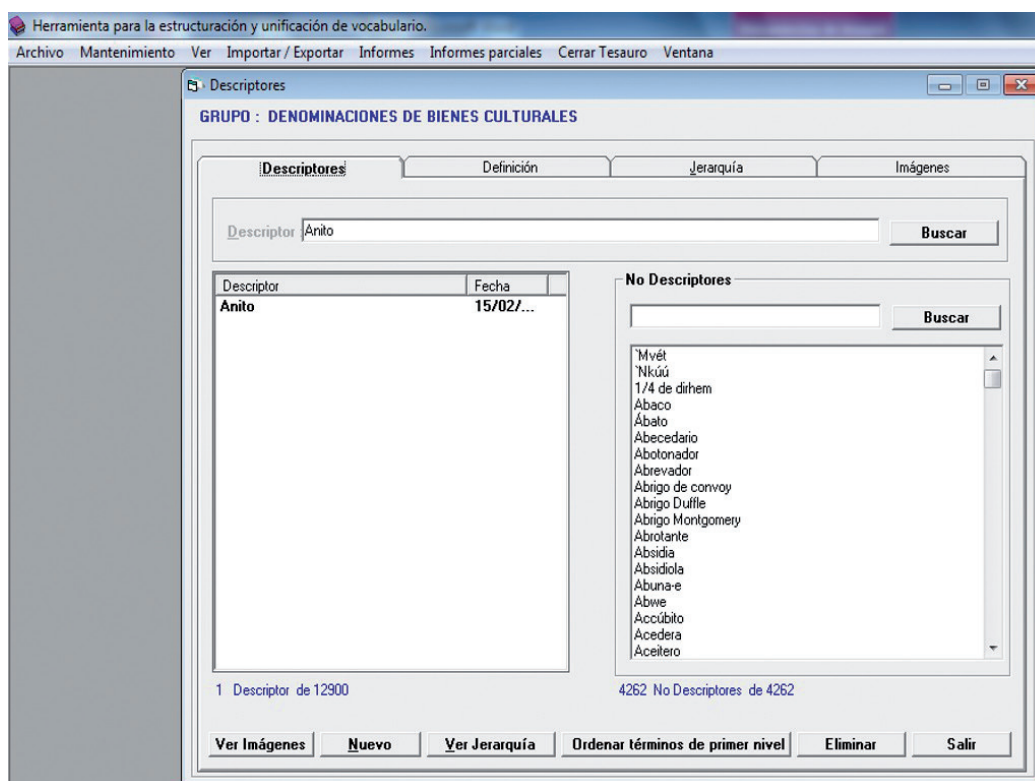 Herramienta para la estructuración y unificación de vocabulario.
Archivo Mantenimiento Ver Importar / Exportar Informes Informes parciales Cerrar Tesauro Ventana
Descriptores
GRUPO : DENOMINACIONES DE BIENES CULTURALES
Descriptores Definición Jerarquía Imágenes
Descriptor : Anito Buscar
Descriptor Fecha
Anito 15/02/...
No Descriptores
Buscar
`Mvét
`Nkúú
1/4 de dirhem
Abaco
Ábato
Abecedario
Abotonador
Abrevador
Abrigo de convoy
Abrigo Duffle
Abrigo Montgomery
Abrotante
Absidia
Absidiola
Abuna-e
Abwe
Accúbito
Acedera
Aceitero
1 Descriptor de 12900
4262 No Descriptores de 4262
Ver Imágenes Nuevo Ver Jerarquía Ordenar términos de primer nivel Eliminar Salir